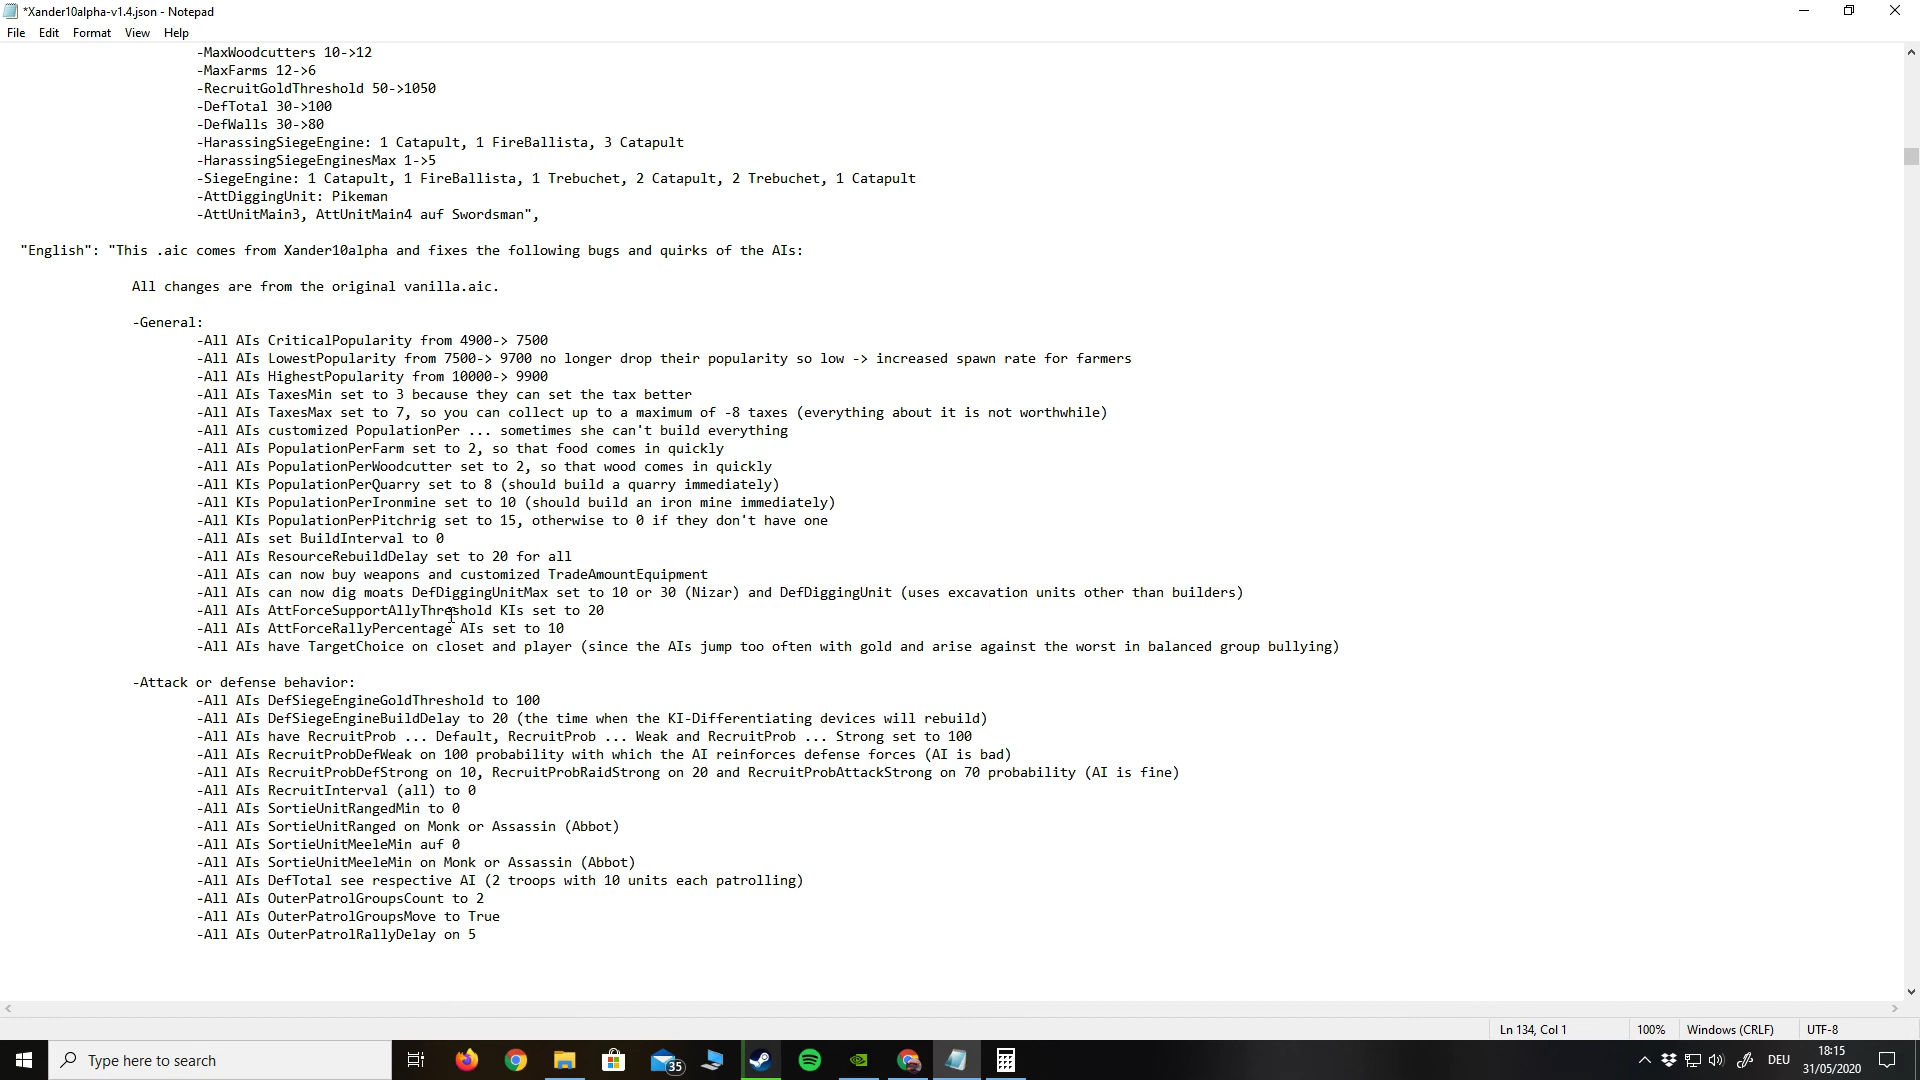 *Xander10alpha-v1.4.json - Notepad
File Edit Format View Help
-MaxWoodcutters 10->12
-MaxFarms 12->6
-RecruitGoldThreshold 50->1050
-DefTotal 30->100
-DefWalls 30->80
-HarassingSiegeEngine: 1 Catapult, 1 FireBallista, 3 Catapult
-HarassingSiegeEnginesMax 1->5
-SiegeEngine: 1 Catapult, 1 FireBallista, 1 Trebuchet, 2 Catapult, 2 Trebuchet, 1 Catapult
-AttDiggingUnit: Pikeman
-AttUnitMain3, AttUnitMain4 auf Swordsman",
"English": "This .aic comes from Xander10alpha and fixes the following bugs and quirks of the AIs:
All changes are from the original vanilla.aic.
-General:
-All AIs CriticalPopularity from 4900-> 7500
-All AIs LowestPopularity from 7500-> 9700 no longer drop their popularity so low -> increased spawn rate for farmers
-All AIs HighestPopularity from 10000-> 9900
-All AIs TaxesMin set to 3 because they can set the tax better
-All AIs TaxesMax set to 7, so you can collect up to a maximum of -8 taxes (everything about it is not worthwhile)
-All AIs customized PopulationPer ... sometimes she can't build everything
-All AIs PopulationPerFarm set to 2, so that food comes in quickly
-All AIs PopulationPerWoodcutter set to 2, so that wood comes in quickly
-All KIs PopulationPerQuarry set to 8 (should build a quarry immediately)
-All KIs PopulationPerIronmine set to 10 (should build an iron mine immediately)
-All KIs PopulationPerPitchrig set to 15, otherwise to 0 if they don't have one
-All AIs set BuildInterval to 0
-All AIs ResourceRebuildDelay set to 20 for all
-All AIs can now buy weapons and customized TradeAmountEquipment
-All AIs can now dig moats DefDiggingUnitMax set to 10 or 30 (Nizar) and DefDiggingUnit (uses excavation units other than builders)
-All AIs AttForceSupportAllyThreshold KIs set to 20
-All AIs AttForceRallyPercentage AIs set to 10
-All AIs have TargetChoice on closet and player (since the AIs jump too often with gold and arise against the worst in balanced group bullying)
-Attack or defense behavior:
-All AIs DefSiegeEngineGoldThreshold to 100
-All AIs DefSiegeEngineBuildDelay to 20 (the time when the KI-Differentiating devices will rebuild)
-All AIs have RecruitProb ... Default, RecruitProb ... Weak and RecruitProb ... Strong set to 100
-All AIs RecruitProbDefWeak on 100 probability with which the AI reinforces defense forces (AI is bad)
-All AIs RecruitProbDefStrong on 10, RecruitProbRaidStrong on 20 and RecruitProbAttackStrong on 70 probability (AI is fine)
-All AIs RecruitInterval (all) to 0
-All AIs SortieUnitRangedMin to 0
-All AIs SortieUnitRanged on Monk or Assassin (Abbot)
-All AIs SortieUnitMeeleMin auf 0
-All AIs SortieUnitMeeleMin on Monk or Assassin (Abbot)
-All AIs DefTotal see respective AI (2 troops with 10 units each patrolling)
-All AIs OuterPatrolGroupsCount to 2
-All AIs OuterPatrolGroupsMove to True
-All AIs OuterPatrolRallyDelay on 5
Ln 134, Col 1 100% Windows (CRLF) UTF-8
Type here to search 35 DEU 18:15
31/05/2020